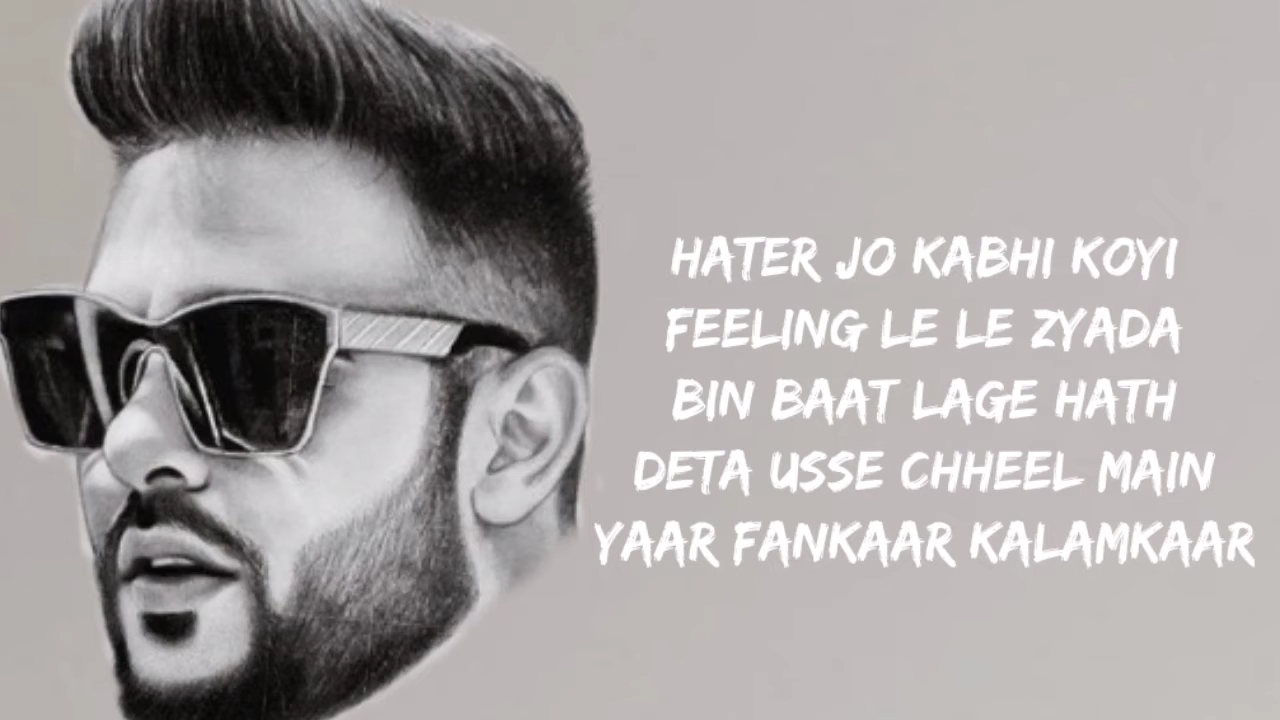 HATER JO KABHI KOYI
FEELING LE LE ZYADA
BIN BAAT LAGE HATH
DETA USSE CHHEEL MAIN
YAAR FANKAAR KALAMKAAR